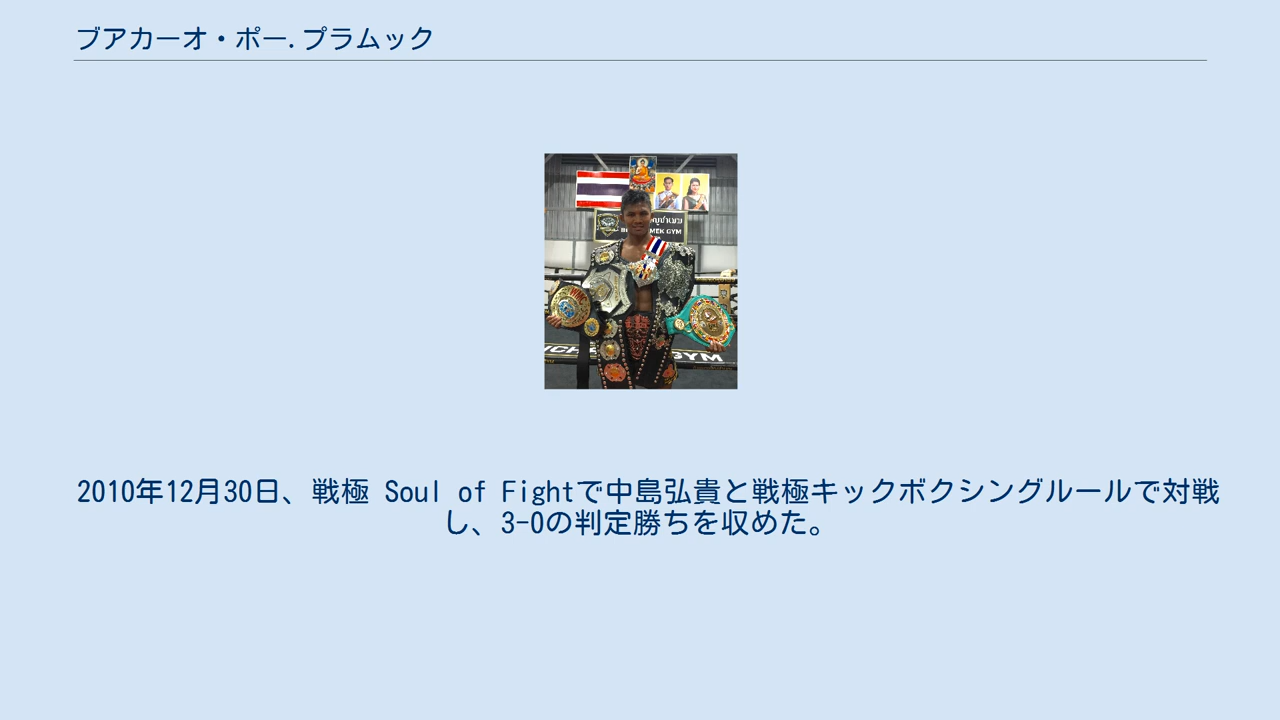 ブアカーオ・ポー.プラムック
MEK GYM
GYM
2010年12月30日、戦極 Soul of Fightで中島弘貴と戦極キックボクシングルールで対戦
し、3-0の判定勝ちを収めた。